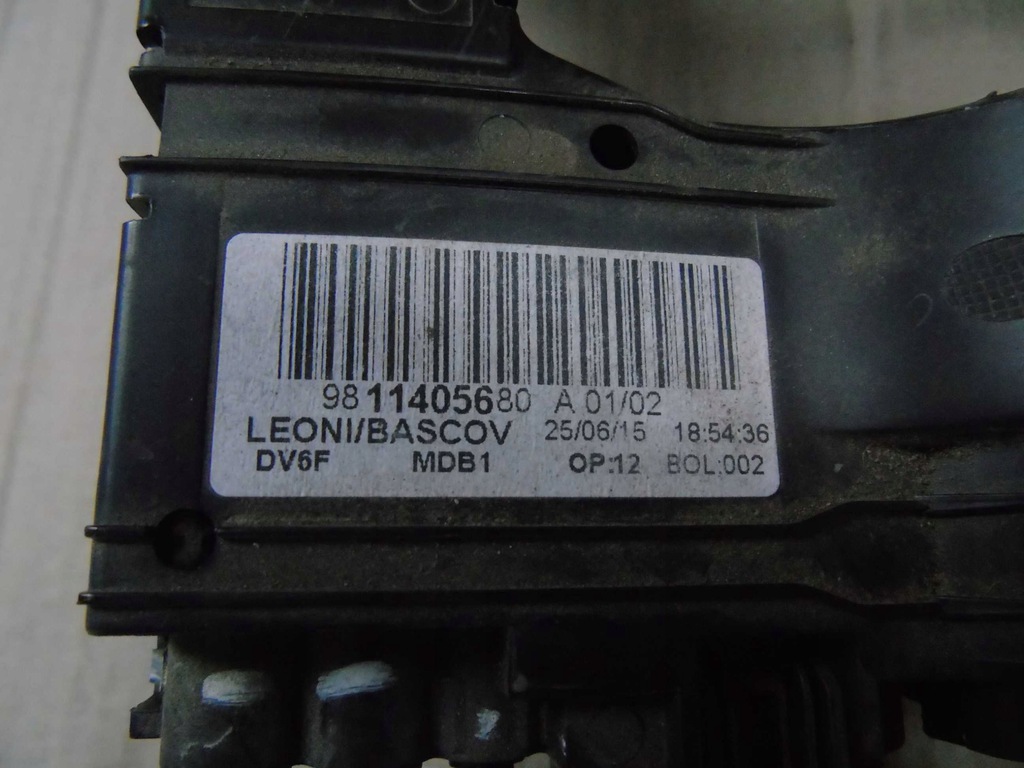 9811405680 A 01/02
LEONI/BASCOV 25/06/15 18:54:36
DV6F MDB1 OP:12 BOL:002